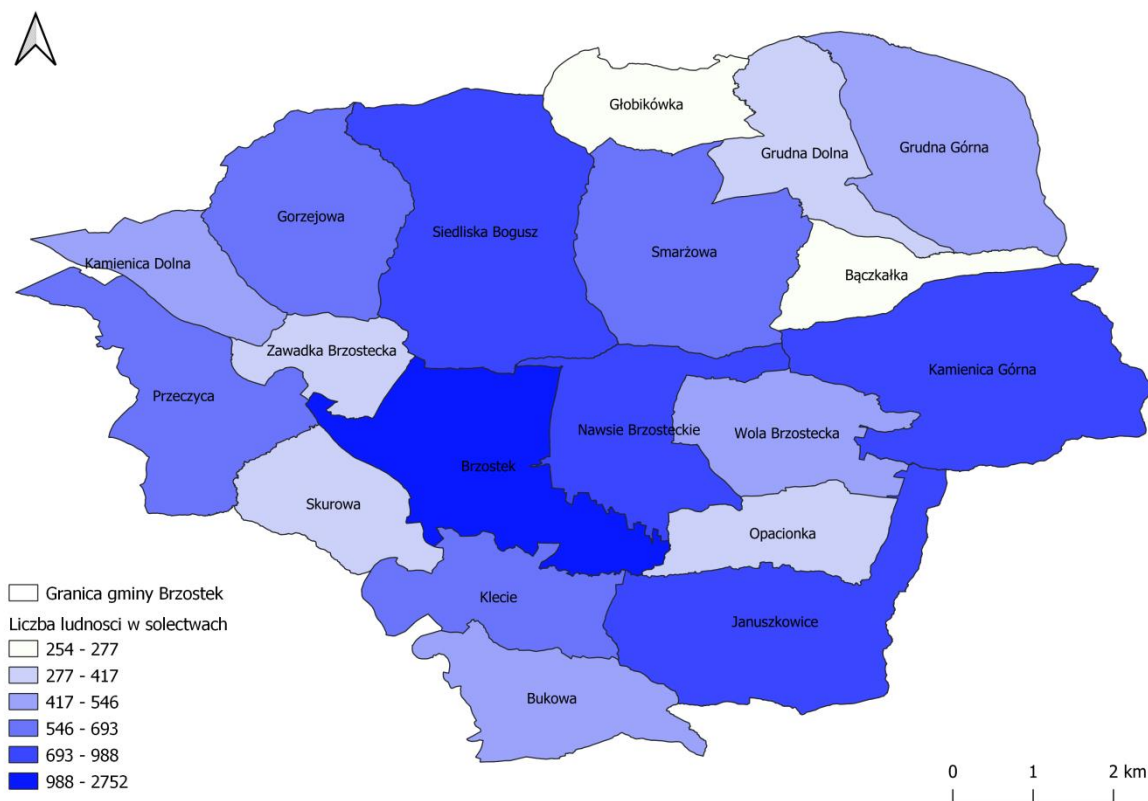 Głobikówka
Grudna Dolna
Grudna Górna
Gorzejowa
Siedliska Bogusz
Smarżowa
Kamienica Dolna
Bączkałka
Zawadka Brzostecka
Przeczyca
Kamienica Górna
Nawsie Brzosteckie
Wola Brzostecka
Brzostek
Skurowa
Opacionka
Klecie
Januszkowice
Bukowa
Granica gminy Brzostek
Liczba ludnosci w solectwach
254 - 277
277 - 417
417 - 546
546 - 693
693 - 988
988 - 2752
0 1 2 km